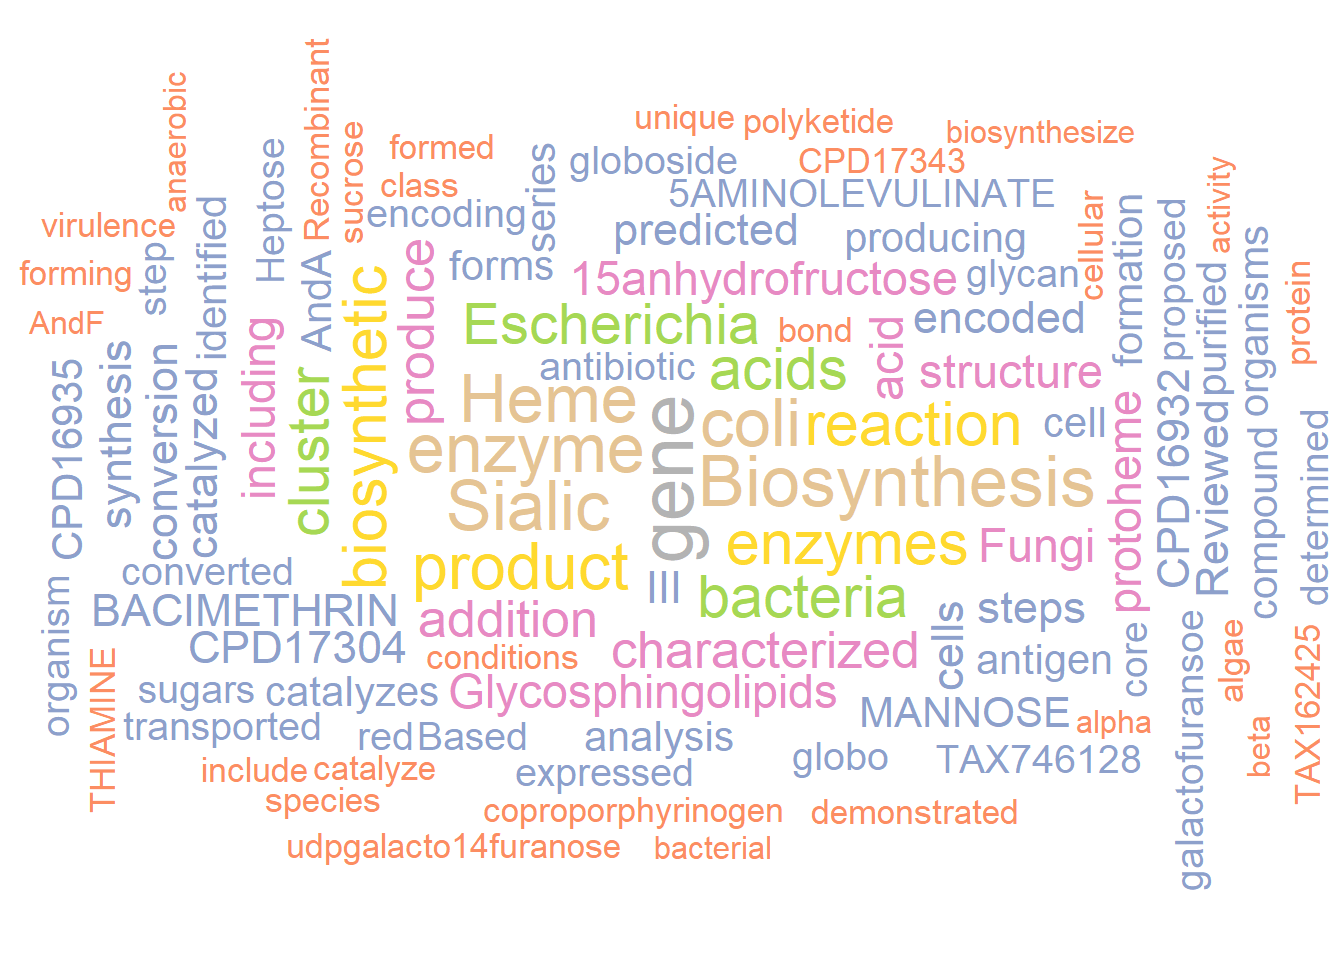 unique
polyketide
biosynthesize
formed
globoside
CPD17343
class
5AMINOLEVULINATE
encoding
series
virulence
anaerobic
Recombinant
sucrose
Heptose
identified
predicted
producing
cellular
formation
proposed
activity
forming
step
AndA
forms
15anhydrofructose
glycan
organisms
protein
AndF
biosynthetic
produce
Escherichia
bond
acid
encoded
purified
antibiotic
acids
structure
CPD16935
synthesis
conversion
catalyzed
including
cluster
Heme
gene
coli
reaction
cell
protoheme
CPD16932
Reviewed
compound
determined
enzyme
Sialic
Biosynthesis
enzymes
Fungi
converted
product
III
bacteria
steps
organism
BACIMETHRIN
addition
cells
CPD17304
conditions
characterized
antigen
core
galactofuransoe
algae
TAX162425
THIAMINE
sugars
catalyzes
Glycosphingolipids
MANNOSE
alpha
beta
transported
red
Based
analysis
globo
TAX746128
include
catalyze
expressed
species
coproporphyrinogen
demonstrated
udpgalacto14furanose
bacterial